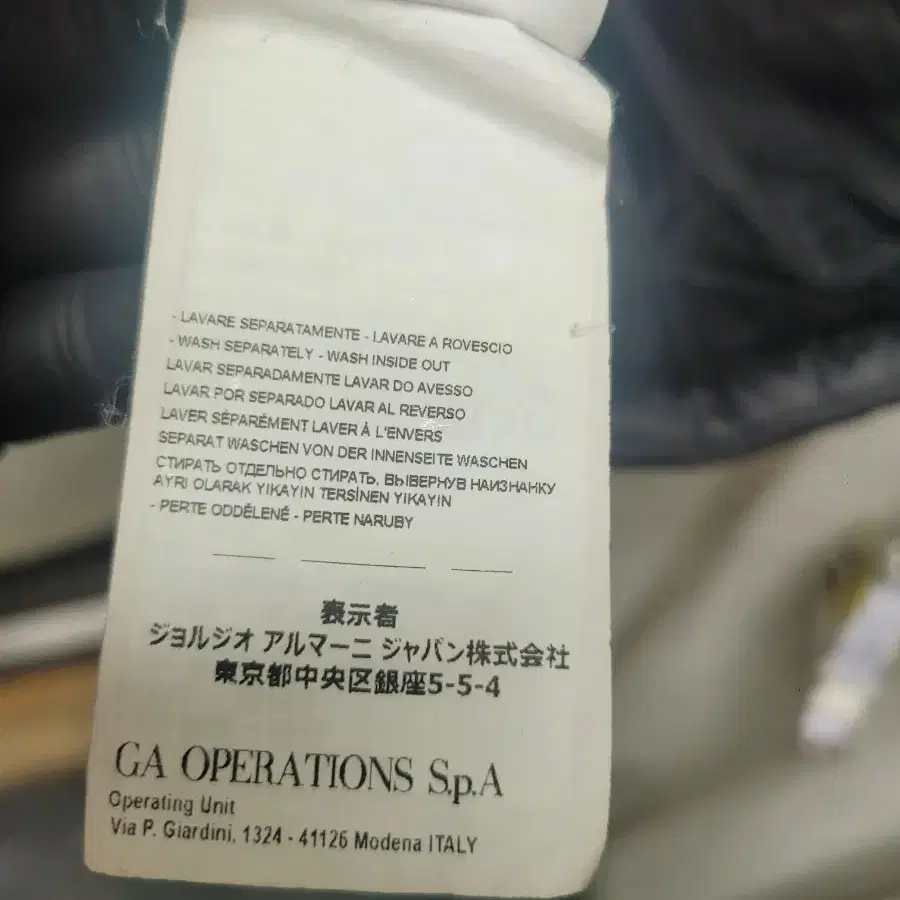 - LAVARE SEPARATAMENTE - LAVARE A ROVESCIO
- WASH SEPARATELY - WASH INSIDE OUT
LAVAR SEPARADAMENTE LAVAR DO AVESSO
LAVAR POR SEPARADO LAVAR AL REVERSO
LAVER SÉPARÉMENT LAVER À L'ENVERS
SEPARAT WASCHEN VON DER INNENSEITE WASCHEN
СТИРАТЬ ОТДЕЛЬНО СТИРАТЬ, ВЫВЕРНУВ НАИЗНАНКУ
AYRI OLARAK YIKAYIN TERSİNEN YIKAYIN
- PERTE ODDĚLENĚ - PERTE NARUBY
表示者
ジョルジオ アルマーニ ジャパン株式会社
東京都中央区銀座5-5-4
GA OPERATIONS S.p.A
Operating Unit
Via P. Giardini, 1324 - 41126 Modena ITALY